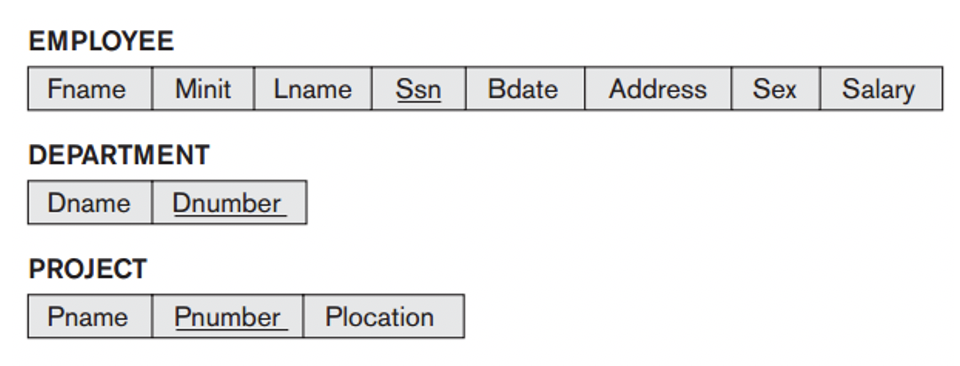 EMPLOYEE
Fname Minit Lname Ssn Bdate Address Sex Salary
DEPARTMENT
Dname Dnumber
PROJECT
Pname Pnumber Plocation